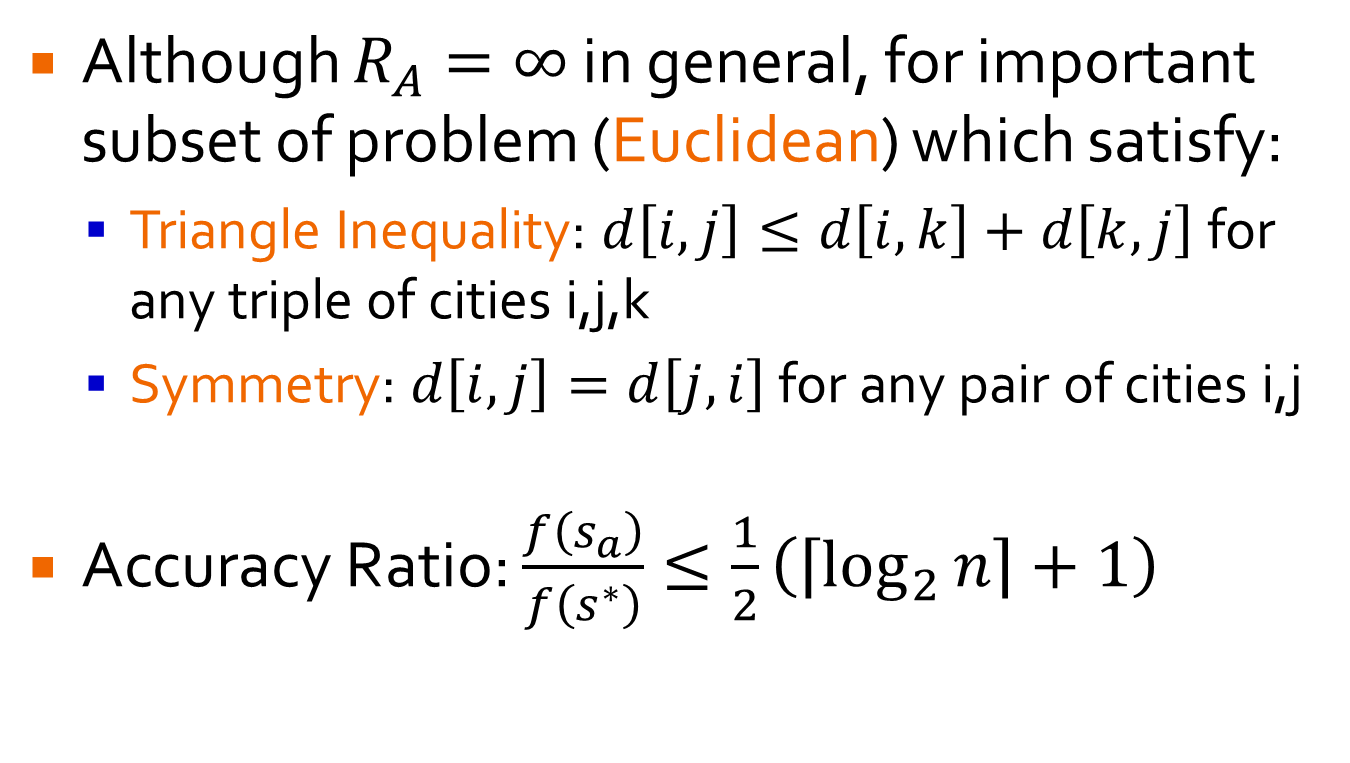 ▪ Although R_A = ∞ in general, for important
subset of problem (Euclidean) which satisfy:
▪ Triangle Inequality: d[i, j] ≤ d[i, k] + d[k, j] for
any triple of cities i,j,k
▪ Symmetry: d[i, j] = d[j, i] for any pair of cities i,j
▪ Accuracy Ratio: f(s_a)/f(s*) ≤ 1/2 (⌈log₂ n⌉ + 1)